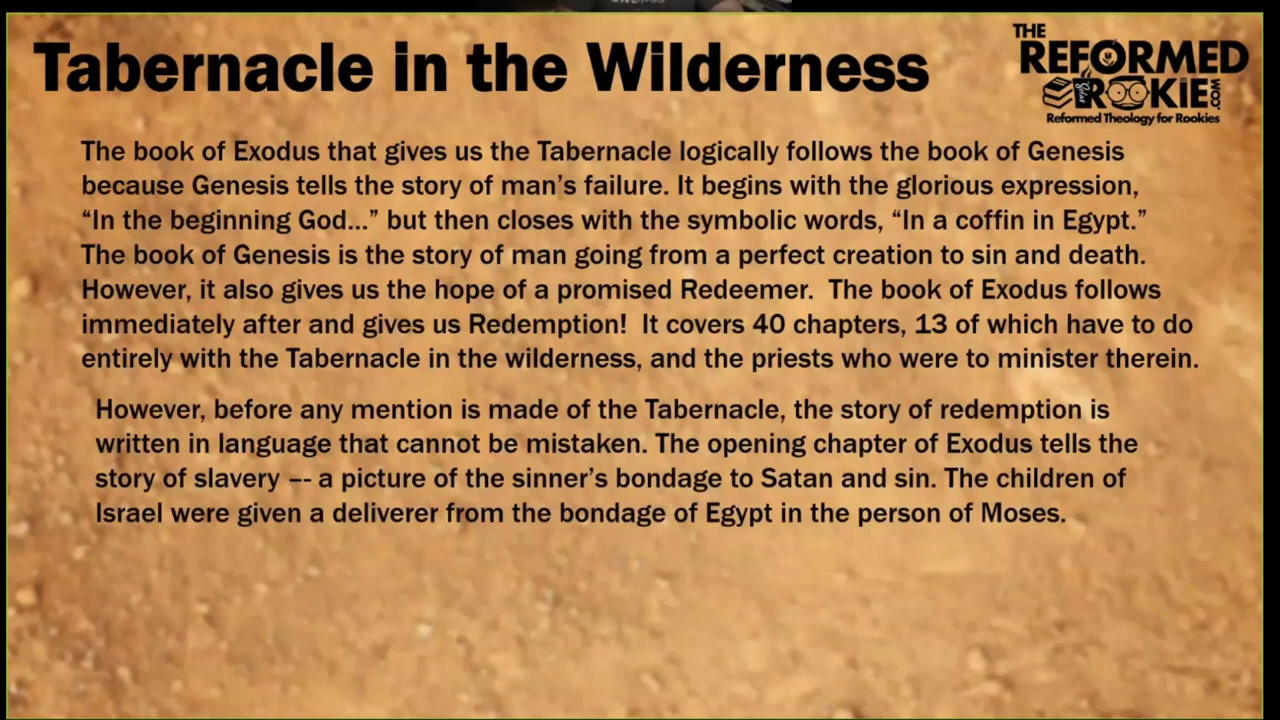 Tabernacle in the Wilderness
THE
REFORMED
ROKIE
.COM
Reformed Theology for Rookies
The book of Exodus that gives us the Tabernacle logically follows the book of Genesis
because Genesis tells the story of man’s failure. It begins with the glorious expression,
“In the beginning God...” but then closes with the symbolic words, “In a coffin in Egypt.”
The book of Genesis is the story of man going from a perfect creation to sin and death.
However, it also gives us the hope of a promised Redeemer.  The book of Exodus follows
immediately after and gives us Redemption!  It covers 40 chapters, 13 of which have to do
entirely with the Tabernacle in the wilderness, and the priests who were to minister therein.
However, before any mention is made of the Tabernacle, the story of redemption is
written in language that cannot be mistaken. The opening chapter of Exodus tells the
story of slavery –- a picture of the sinner’s bondage to Satan and sin. The children of
Israel were given a deliverer from the bondage of Egypt in the person of Moses.